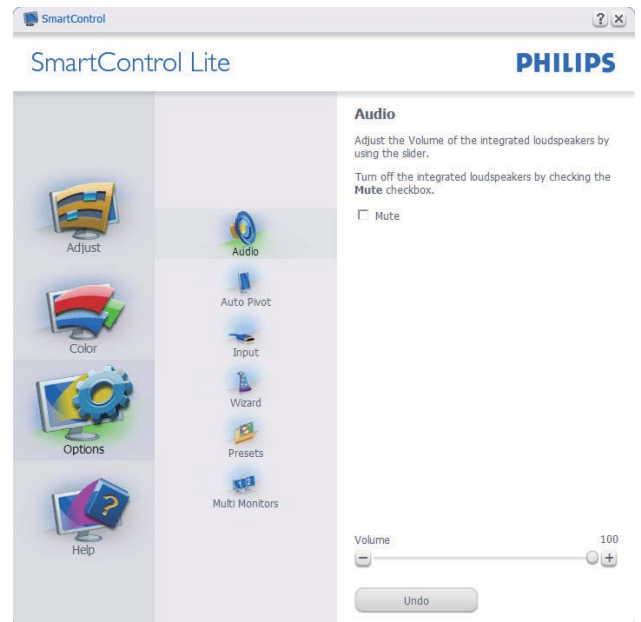 SmartControl
SmartControl Lite
PHILIPS
Adjust
Color
Options
Help
Audio
Auto Pivot
Input
Wizard
Presets
Multi Monitors
Audio
Adjust the Volume of the integrated loudspeakers by
using the slider.
Turn off the integrated loudspeakers by checking the
Mute checkbox.
Mute
Volume 100
Undo